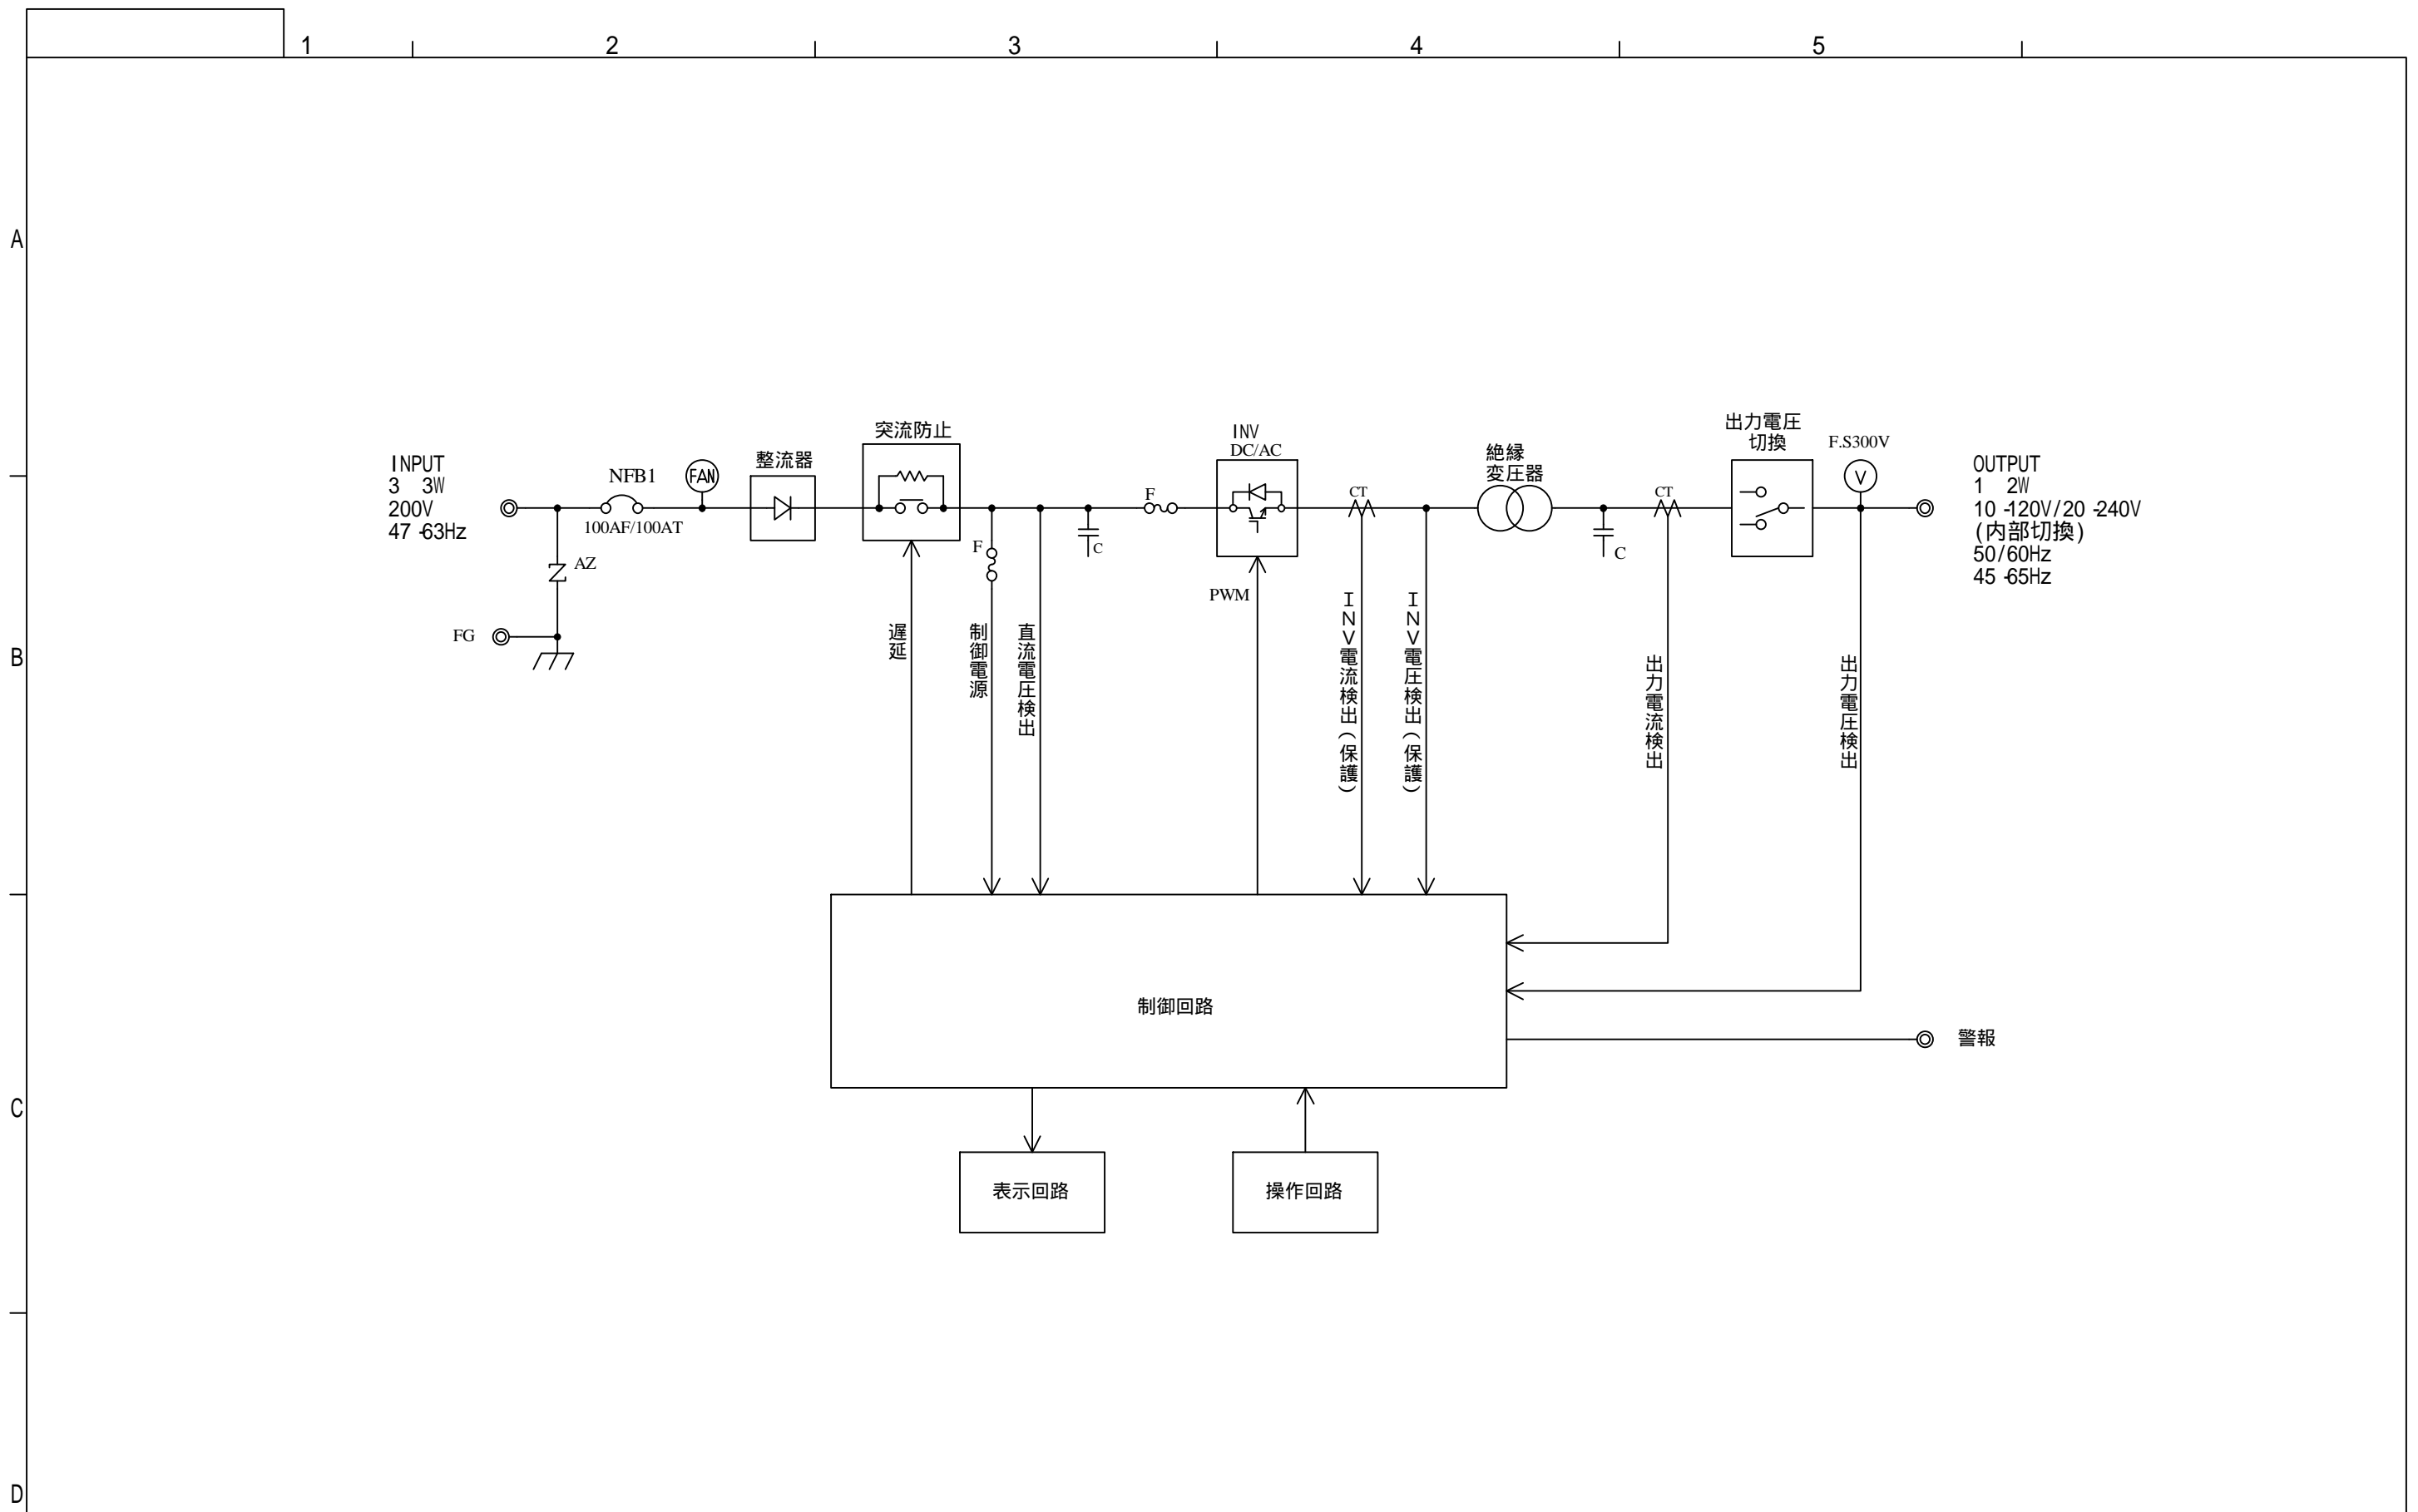 1
2
3
4
5
A
B
C
D
INPUT
3 3W
200V
47-63Hz
NFB1
100AF/100AT
FAN
AZ
FG
整流器
突流防止
F
C
F
INV
DC/AC
PWM
CT
絶縁
変圧器
C
CT
出力電圧
切換
F.S300V
V
OUTPUT
1 2W
10-120V/20-240V
(内部切換)
50/60Hz
45-65Hz
遅延
制御電源
直流電圧検出
INV電流検出(保護)
INV電圧検出(保護)
出力電流検出
出力電圧検出
制御回路
警報
表示回路
操作回路